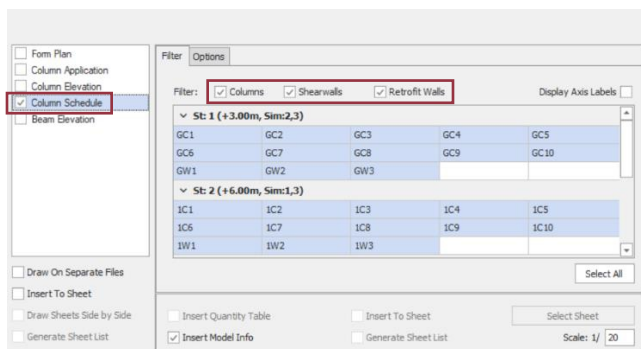 Form Plan
Column Application
Column Elevation
Column Schedule
Beam Elevation
Draw On Separate Files
Insert To Sheet
Draw Sheets Side by Side
Generate Sheet List
Filter Options
Filter: Columns Shearwalls Retrofit Walls Display Axis Labels
St: 1 (+3.00m, Sim:2,3)
GC1 GC2 GC3 GC4 GC5
GC6 GC7 GC8 GC9 GC10
GW1 GW2 GW3
St: 2 (+6.00m, Sim:1,3)
1C1 1C2 1C3 1C4 1C5
1C6 1C7 1C8 1C9 1C10
1W1 1W2 1W3
Select All
Insert Quantity Table Insert To Sheet Select Sheet
Insert Model Info Generate Sheet List Scale: 1/ 20